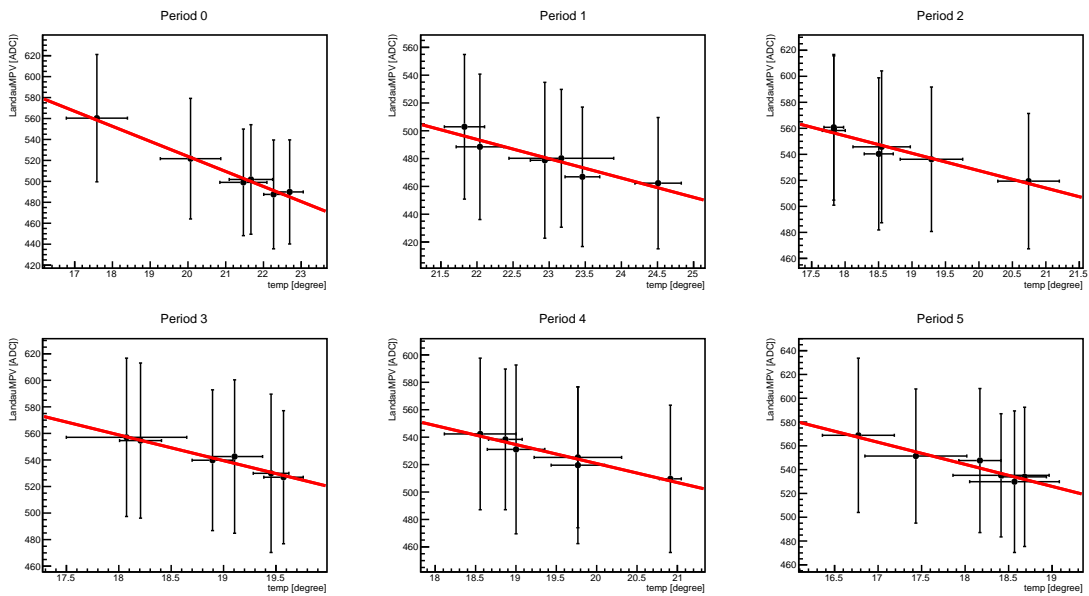 Period 0
LandauMPV [ADC])
620
600
580
560
540
520
500
480
460
440
420
17 18 19 20 21 22 23
temp [degree]
Period 1
LandauMPV [ADC])
560
540
520
500
480
460
440
420
21.5 22 22.5 23 23.5 24 24.5 25
temp [degree]
Period 2
LandauMPV [ADC])
620
600
580
560
540
520
500
480
460
17.5 18 18.5 19 19.5 20 20.5 21 21.5
temp [degree]
Period 3
LandauMPV [ADC])
620
600
580
560
540
520
500
480
460
17.5 18 18.5 19 19.5
temp [degree]
Period 4
LandauMPV [ADC])
600
580
560
540
520
500
480
460
18 18.5 19 19.5 20 20.5 21
temp [degree]
Period 5
LandauMPV [ADC])
640
620
600
580
560
540
520
500
480
460
16.5 17 17.5 18 18.5 19
temp [degree]